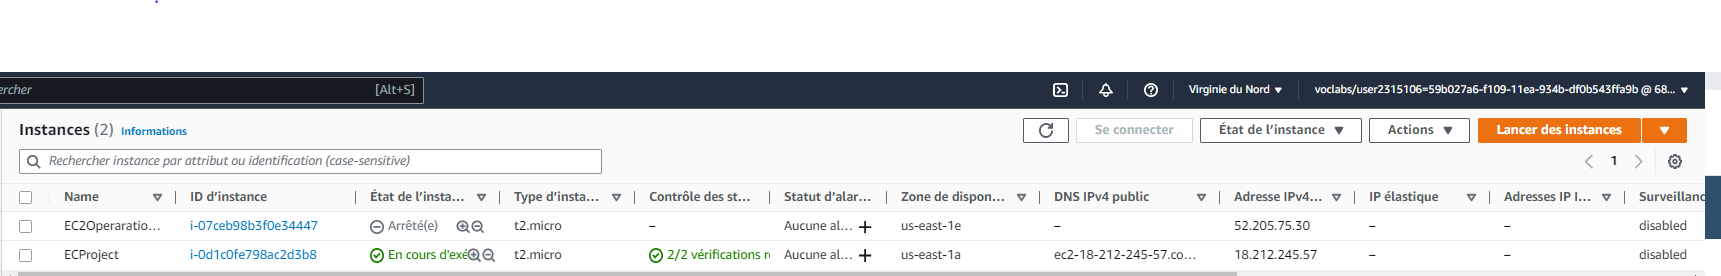 ercher [Alt+S] Virginie du Nord voclabs/user2315106=59b027a6-f109-11ea-934b-df0b543ffa9b @ 68...
Instances (2) Informations Se connecter État de l'instance Actions Lancer des instances
Rechercher instance par attribut ou identification (case-sensitive) 1
Name ID d'instance État de l'insta... Type d'insta... Contrôle des st... Statut d'alar... Zone de dispon... DNS IPv4 public Adresse IPv4... IP élastique Adresses IP I... Surveillanc
EC2Operaratio... i-07ceb98b3f0e34447 Arrêté(e) t2.micro – Aucune al... + us-east-1e – 52.205.75.30 – – disabled
ECProject i-0d1c0fe798ac2d3b8 En cours d'exé t2.micro 2/2 vérifications r Aucune al... + us-east-1a ec2-18-212-245-57.co... 18.212.245.57 – – disabled